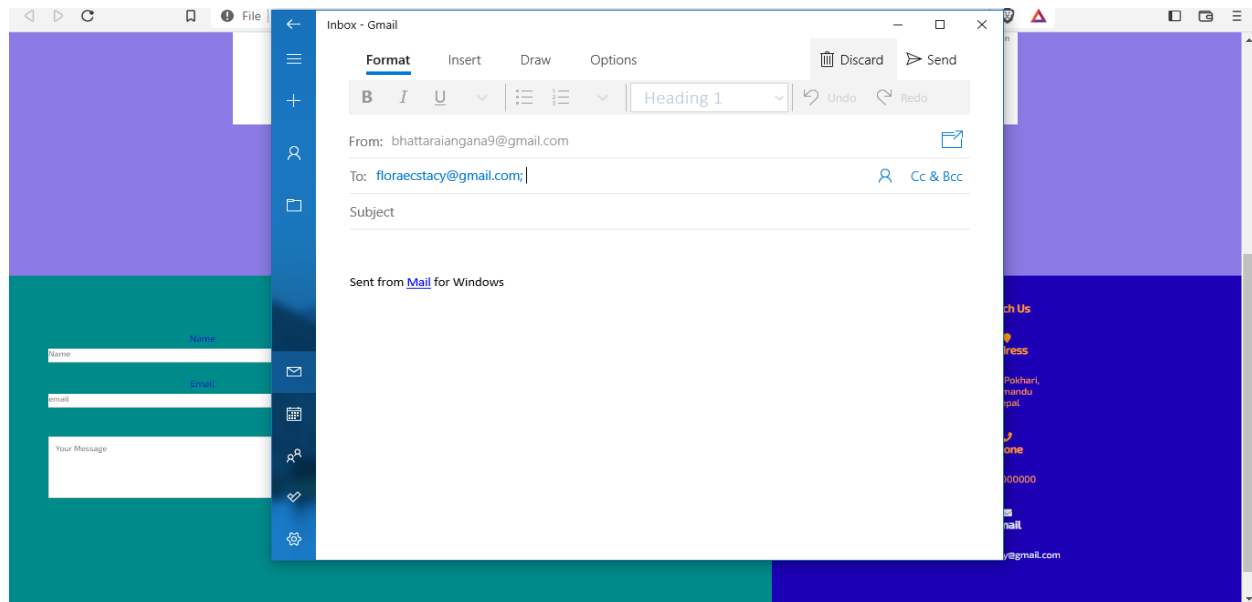 File
Inbox - Gmail
Format Insert Draw Options Discard Send
B I U Heading 1 Undo Redo
From: bhattaraiangana9@gmail.com
To: floraecstacy@gmail.com; Cc & Bcc
Subject
Sent from Mail for Windows
Name
Name
Email
email
Your Message
ch Us
ress
Pokhari,
mandu
pal
one
000000
mail
y@gmail.com